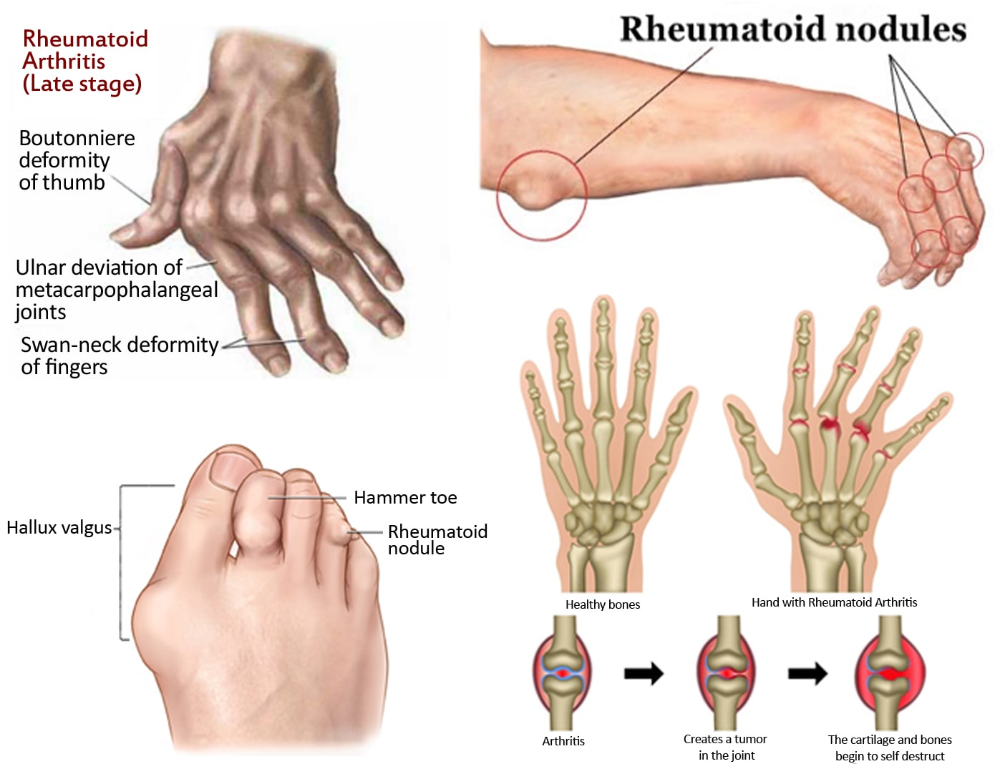 Rheumatoid
Arthritis
(Late stage)
Boutonniere
deformity
of thumb
Ulnar deviation of
metacarpophalangeal
joints
Swan-neck deformity
of fingers
Rheumatoid nodules
Hallux valgus
Hammer toe
Rheumatoid
nodule
Healthy bones
Hand with Rheumatoid Arthritis
Arthritis
Creates a tumor
in the joint
The cartilage and bones
begin to self destruct